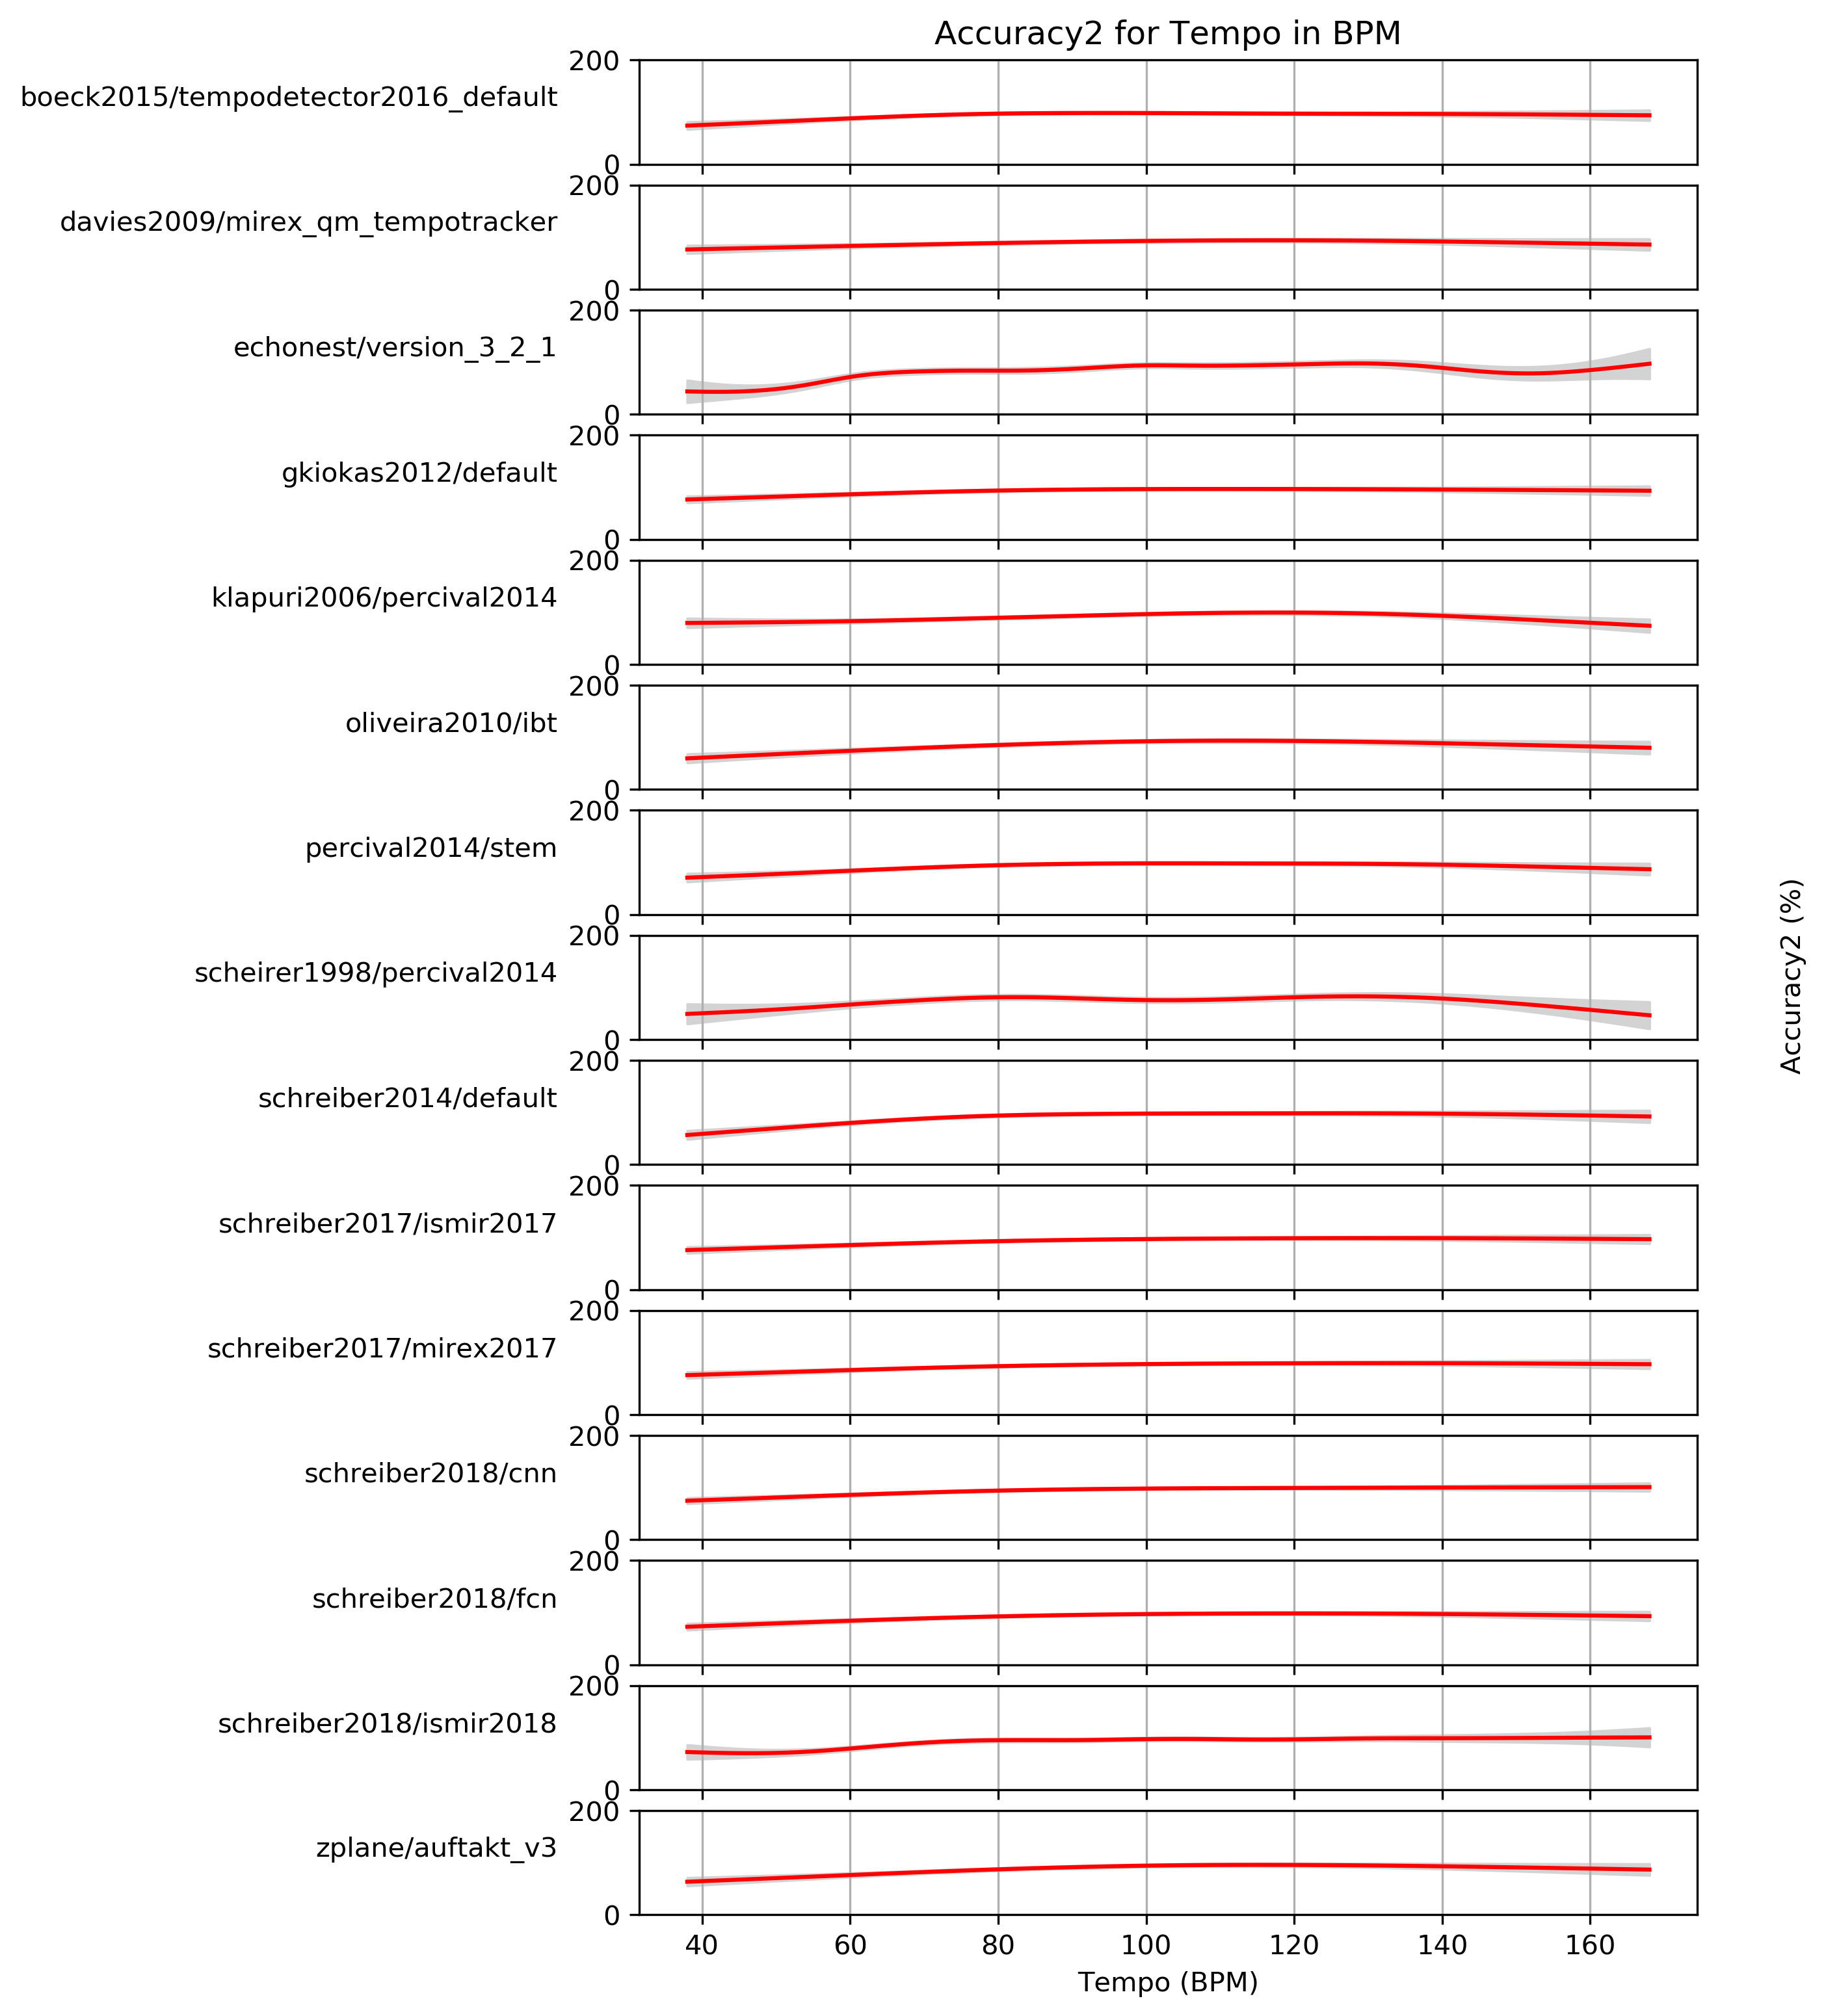 Accuracy2 for Tempo in BPM
200
boeck2015/tempodetector2016_default
0
200
davies2009/mirex_qm_tempotracker
0
200
echonest/version_3_2_1
0
200
gkiokas2012/default
0
200
klapuri2006/percival2014
0
200
oliveira2010/ibt
0
200
percival2014/stem
0
Accuracy2 (%)
200
scheirer1998/percival2014
0
200
schreiber2014/default
0
200
schreiber2017/ismir2017
0
200
schreiber2017/mirex2017
0
200
schreiber2018/cnn
0
200
schreiber2018/fcn
0
200
schreiber2018/ismir2018
0
200
zplane/auftakt_v3
0
40 60 80 100 120 140 160
Tempo (BPM)